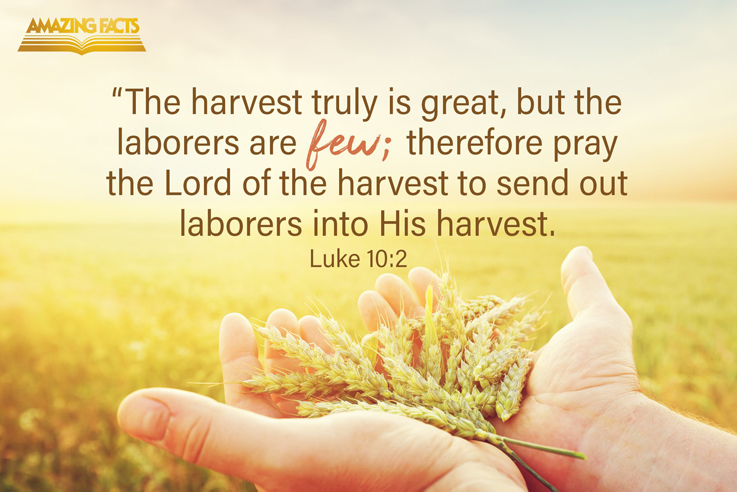 AMAZING FACTS
“The harvest truly is great, but the
laborers are few; therefore pray
the Lord of the harvest to send out
laborers into His harvest.
Luke 10:2